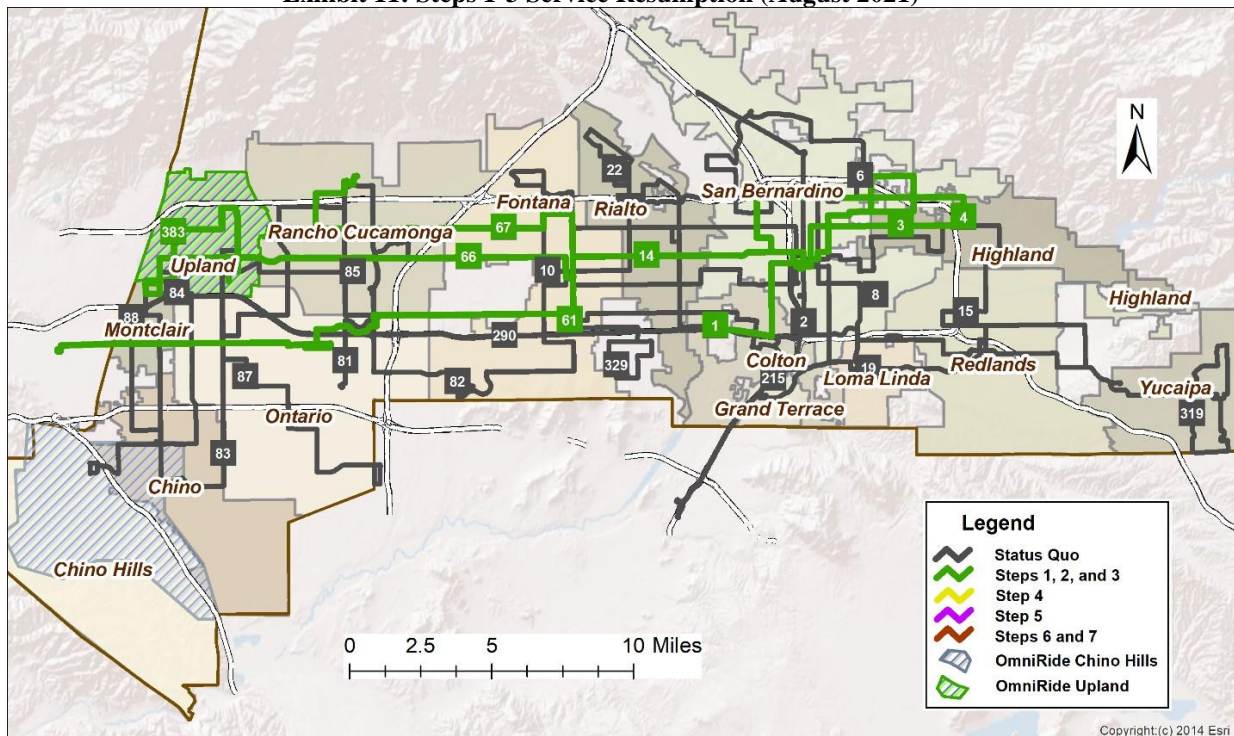 Exhibit 11: Steps 1-3 Service Resumption (August 2021)
N
22
6
San Bernardino
Fontana
Rialto
383
67
3
4
Rancho Cucamonga
Highland
66
14
Upland
85
10
84
8
Highland
88
61
15
Montclair
290
1
2
81
329
Colton
19
Redlands
87
82
215
Loma Linda
Yucaipa
Ontario
Grand Terrace
319
83
Chino
Chino Hills
0 2.5 5 10 Miles
Legend
Status Quo
Steps 1, 2, and 3
Step 4
Step 5
Steps 6 and 7
OmniRide Chino Hills
OmniRide Upland
Copyright:(c) 2014 Esri